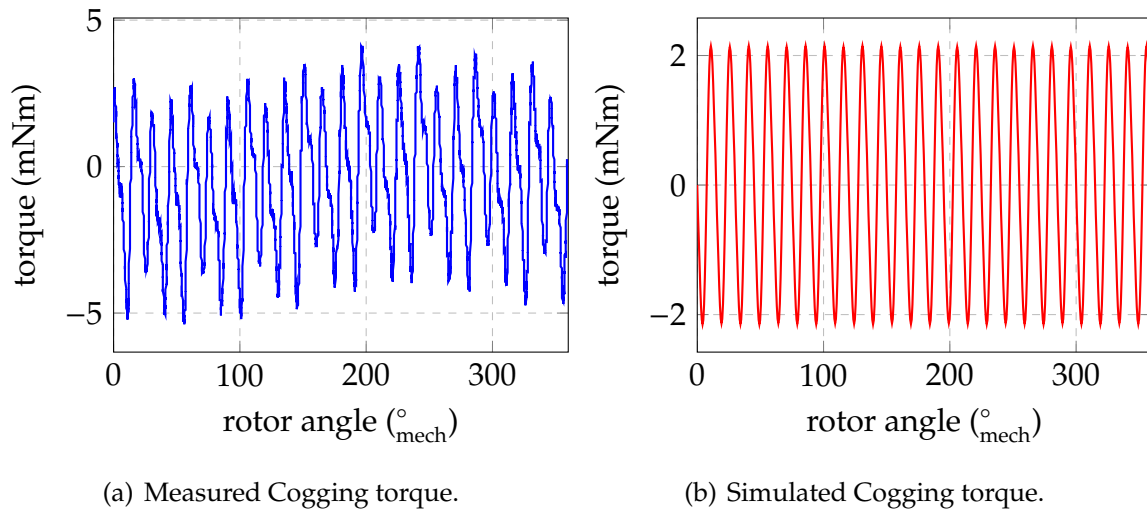 5
0
−5
torque (mNm)
0 100 200 300
rotor angle (°mech)
(a) Measured Cogging torque.
2
0
−2
torque (mNm)
0 100 200 300
rotor angle (°mech)
(b) Simulated Cogging torque.